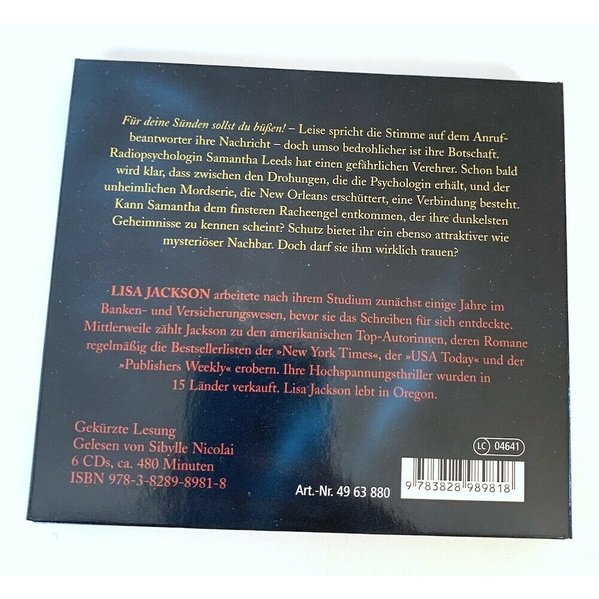 Für deine Sünden sollst du büßen! – Leise spricht die Stimme auf dem Anruf-
beantworter ihre Nachricht – doch umso bedrohlicher ist ihre Botschaft.
Radiopsychologin Samantha Leeds hat einen gefährlichen Verehrer. Schon bald
wird klar, dass zwischen den Drohungen, die die Psychologin erhält, und der
unheimlichen Mordserie, die New Orleans erschüttert, eine Verbindung besteht.
Kann Samantha dem finsteren Racheengel entkommen, der ihre dunkelsten
Geheimnisse zu kennen scheint? Schutz bietet ihr ein ebenso attraktiver wie
mysteriöser Nachbar. Doch darf sie ihm wirklich trauen?
LISA JACKSON arbeitete nach ihrem Studium zunächst einige Jahre im
Banken- und Versicherungswesen, bevor sie das Schreiben für sich entdeckte.
Mittlerweile zählt Jackson zu den amerikanischen Top-Autorinnen, deren Romane
regelmäßig die Bestsellerlisten der »New York Times«, der »USA Today« und der
»Publishers Weekly« erobern. Ihre Hochspannungsthriller wurden in
15 Länder verkauft. Lisa Jackson lebt in Oregon.
Gekürzte Lesung
Gelesen von Sibylle Nicolai
6 CDs, ca. 480 Minuten
ISBN 978-3-8289-8981-8
Art.-Nr. 49 63 880
LC 04641
9 783828 989818